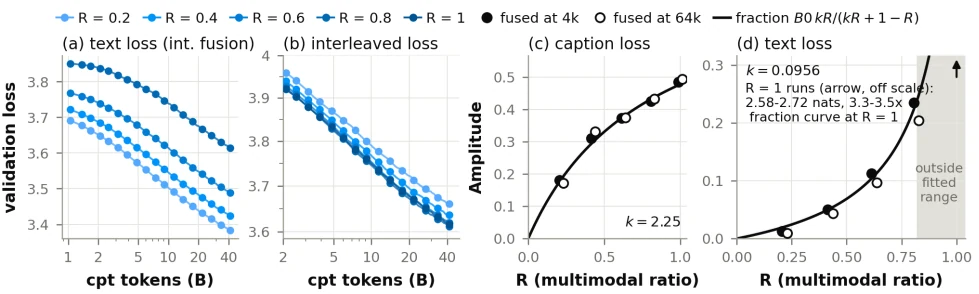 R = 0.2 R = 0.4 R = 0.6 R = 0.8 R = 1 fused at 4k fused at 64k fraction B0 kR/(kR + 1 − R)
(a) text loss (int. fusion)
validation loss
3.8
3.7
3.6
3.5
3.4
1 2 5 10 20 40
cpt tokens (B)
(b) interleaved loss
4
3.9
3.8
3.7
3.6
2 5 10 20 40
cpt tokens (B)
(c) caption loss
Amplitude
0.5
0.4
0.3
0.2
0.1
0.0
k = 2.25
0.0 0.5 1.0
R (multimodal ratio)
(d) text loss
0.3
0.2
0.1
0.0
k = 0.0956
R = 1 runs (arrow, off scale):
2.58-2.72 nats, 3.3-3.5x
fraction curve at R = 1
outside
fitted
range
0.00 0.25 0.50 0.75 1.00
R (multimodal ratio)